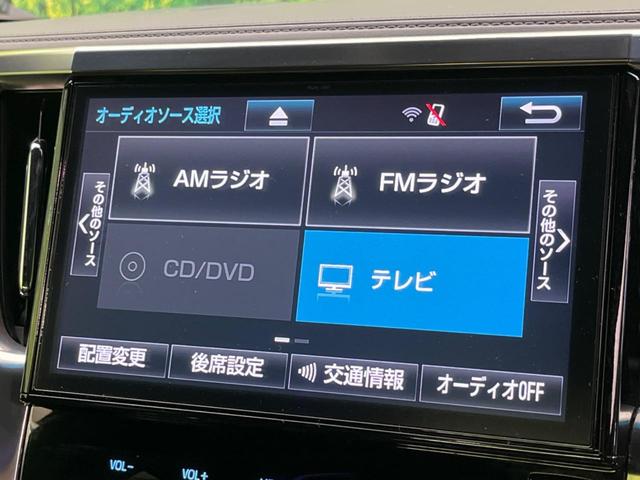 オーディオソース選択
AMラジオ
FMラジオ
その他のソース
CD/DVD
テレビ
その他のソース
配置変更
後席設定
交通情報
オーディオOFF
VOL-
VOL+